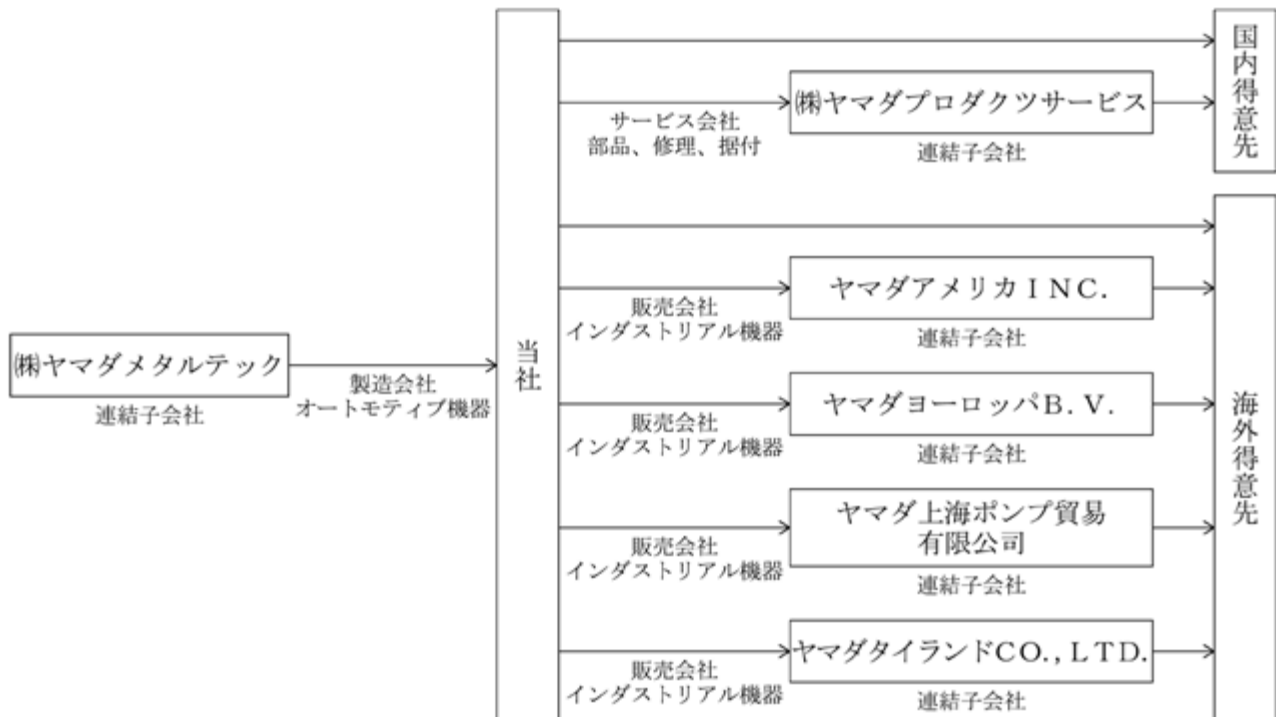 国内得意先
㈱ヤマダプロダクツサービス
サービス会社
部品、修理、据付
連結子会社
ヤマダアメリカＩＮＣ．
販売会社
インダストリアル機器
連結子会社
当社
㈱ヤマダメタルテック
製造会社
オートモティブ機器
連結子会社
海外得意先
ヤマダヨーロッパＢ．Ｖ．
販売会社
インダストリアル機器
連結子会社
ヤマダ上海ポンプ貿易
有限公司
販売会社
インダストリアル機器
連結子会社
ヤマダタイランドCO.，ＬＴＤ．
販売会社
インダストリアル機器
連結子会社